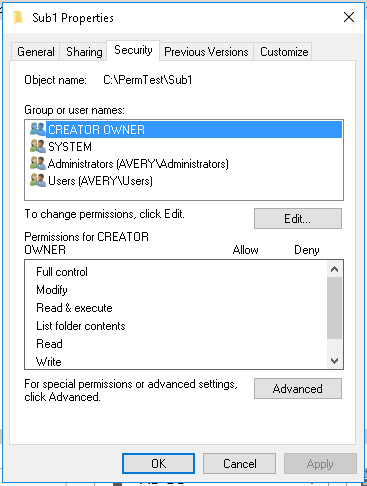 Sub1 Properties
General Sharing Security Previous Versions Customize
Object name: C:\PermTest\Sub1
Group or user names:
CREATOR OWNER
SYSTEM
Administrators (AVERY\Administrators)
Users (AVERY\Users)
To change permissions, click Edit. Edit...
Permissions for CREATOR
OWNER Allow Deny
Full control
Modify
Read & execute
List folder contents
Read
Write
For special permissions or advanced settings,
click Advanced. Advanced
OK Cancel Apply